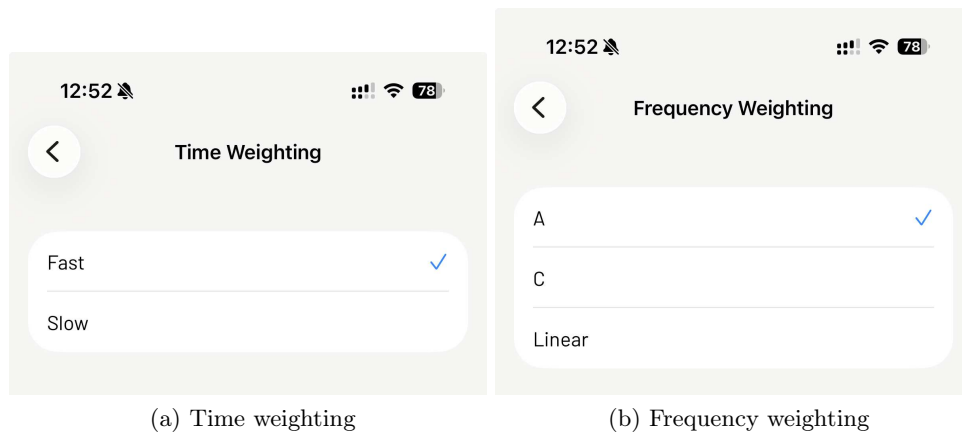 12:52
78
Time Weighting
Fast
Slow
(a) Time weighting
12:52
78
Frequency Weighting
A
C
Linear
(b) Frequency weighting